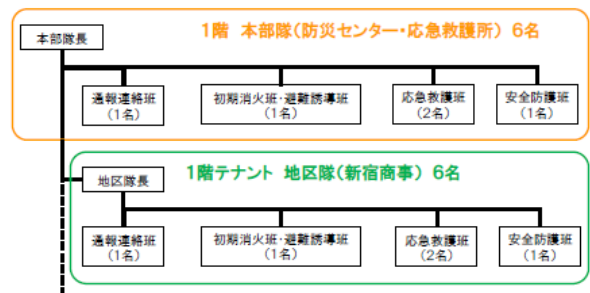 1階 本部隊(防災センター・応急救護所) 6名
本部隊長
通報連絡班
(1名)
初期消火班・避難誘導班
(1名)
応急救護班
(2名)
安全防護班
(1名)
1階テナント 地区隊(新宿商事) 6名
地区隊長
通報連絡班
(1名)
初期消火班・避難誘導班
(1名)
応急救護班
(2名)
安全防護班
(1名)